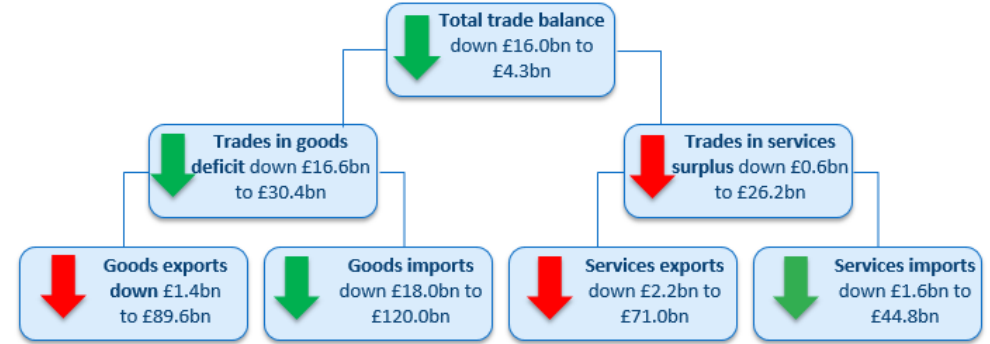 Total trade balance
down £16.0bn to
£4.3bn
Trades in goods
deficit down £16.6bn
to £30.4bn
Trades in services
surplus down £0.6bn
to £26.2bn
Goods exports
down £1.4bn
to £89.6bn
Goods imports
down £18.0bn to
£120.0bn
Services exports
down £2.2bn to
£71.0bn
Services imports
down £1.6bn to
£44.8bn